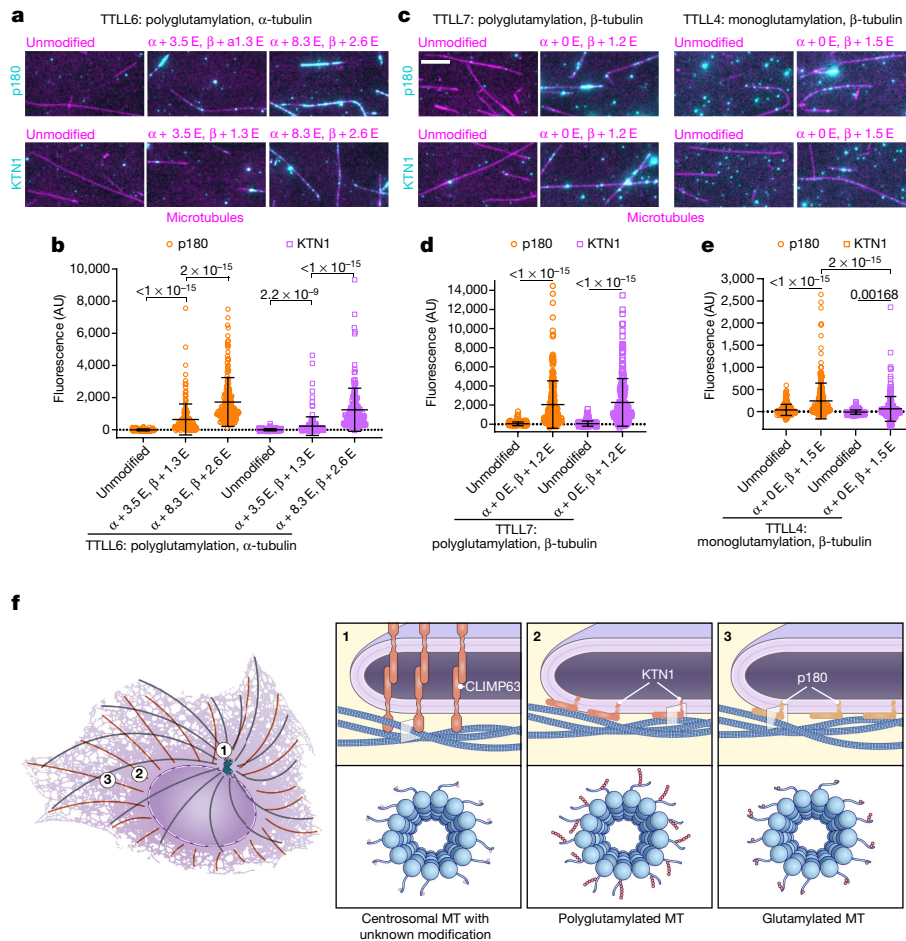 a
TTLL6: polyglutamylation, α-tubulin
Unmodified
α + 3.5 E, β + a1.3 E
α + 8.3 E, β + 2.6 E
p180
Unmodified
α + 3.5 E, β + 1.3 E
α + 8.3 E, β + 2.6 E
KTN1
Microtubules
c
TTLL7: polyglutamylation, β-tubulin
Unmodified
α + 0 E, β + 1.2 E
p180
Unmodified
α + 0 E, β + 1.2 E
KTN1
TTLL4: monoglutamylation, β-tubulin
Unmodified
α + 0 E, β + 1.5 E
Unmodified
α + 0 E, β + 1.5 E
Microtubules
b
p180
KTN1
2 × 10−15
<1 × 10−15
<1 × 10−15
2.2 × 10−9
Fluorescence (AU)
10,000
8,000
6,000
4,000
2,000
0
Unmodified
α + 3.5 E, β + 1.3 E
α + 8.3 E, β + 2.6 E
Unmodified
α + 3.5 E, β + 1.3 E
α + 8.3 E, β + 2.6 E
TTLL6: polyglutamylation, α-tubulin
d
p180
KTN1
<1 × 10−15
<1 × 10−15
Fluorescence (AU)
14,000
12,000
10,000
8,000
6,000
4,000
2,000
0
Unmodified
α + 0 E, β + 1.2 E
Unmodified
α + 0 E, β + 1.2 E
TTLL7:
polyglutamylation, β-tubulin
e
p180
KTN1
2 × 10−15
<1 × 10−15
0.00168
Fluorescence (AU)
3,000
2,500
2,000
1,500
500
0
Unmodified
α + 0 E, β + 1.5 E
Unmodified
α + 0 E, β + 1.5 E
TTLL4:
monoglutamylation, β-tubulin
f
1
2
3
1
CLIMP63
Centrosomal MT with
unknown modification
2
KTN1
Polyglutamylated MT
3
p180
Glutamylated MT